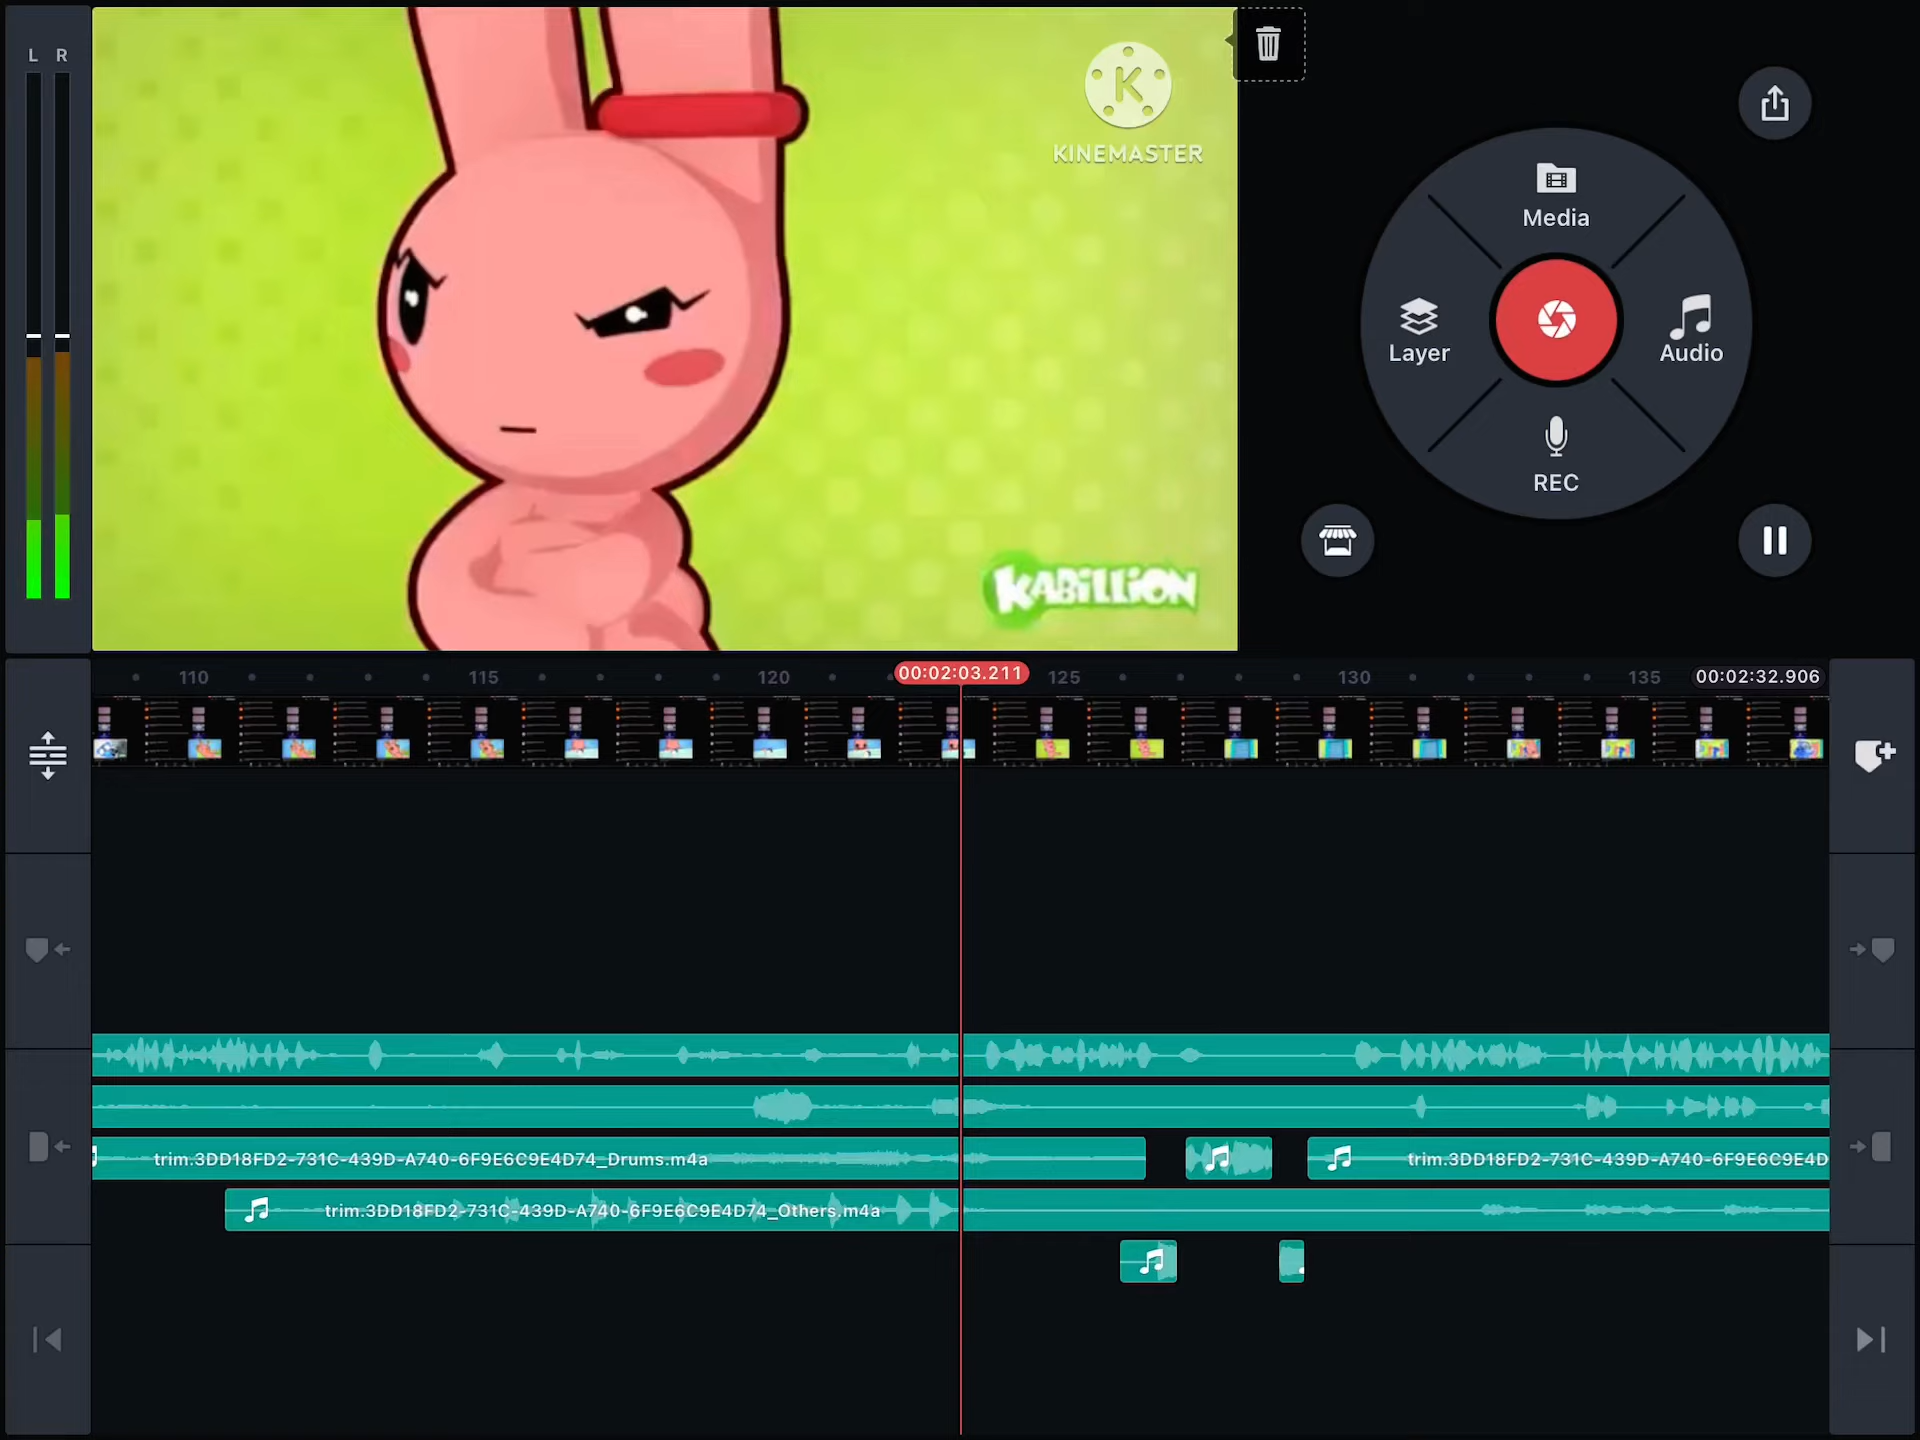 L R
K
KINEMASTER
Media
Layer
Audio
REC
KABILLION
110
115
120
00:02:03.211
125
130
135
00:02:32.906
trim.3DD18FD2-731C-439D-A740-6F9E6C9E4D74_Drums.m4a
trim.3DD18FD2-731C-439D-A740-6F9E6C9E4D
trim.3DD18FD2-731C-439D-A740-6F9E6C9E4D74_Others.m4a